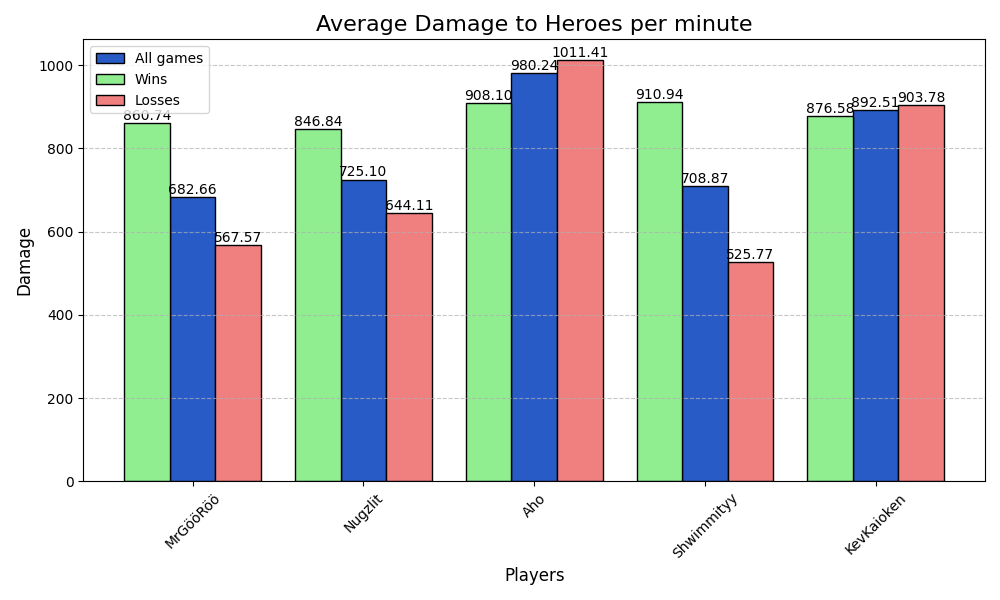 Average Damage to Heroes per minute
All games
Wins
Losses
Damage
1000
800
600
400
200
0
860.74
682.66
567.57
846.84
725.10
644.11
908.10
980.24
1011.41
910.94
708.87
525.77
876.58
892.51
903.78
MrGööRöö
Nugzlit
Aho
Shwimmityy
KevKaioken
Players